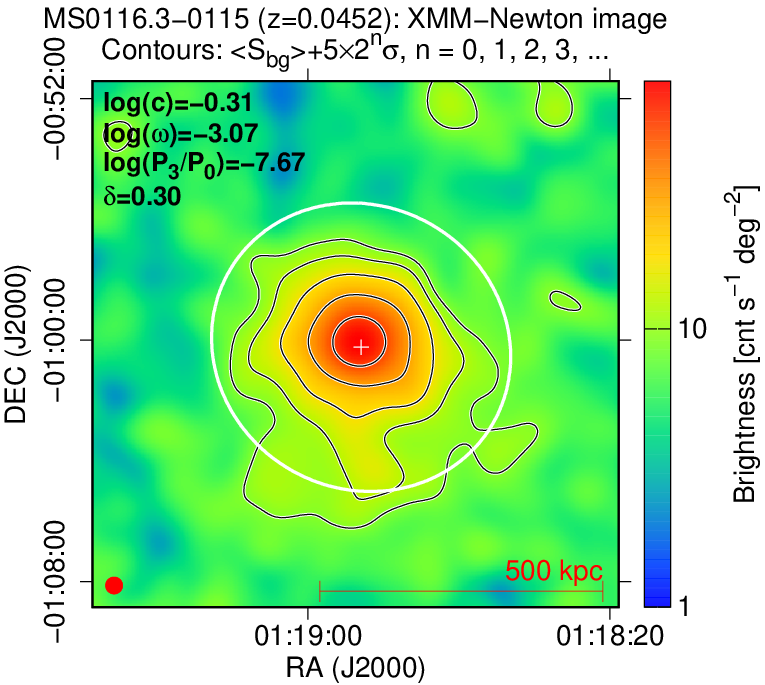 MS0116.3−0115 (z=0.0452): XMM−Newton image
Contours: <S_bg>+5×2^nσ, n = 0, 1, 2, 3, ...
log(c)=−0.31
log(ω)=−3.07
log(P_3/P_0)=−7.67
δ=0.30
−00:52:00
−01:00:00
−01:08:00
DEC (J2000)
500 kpc
01:19:00
01:18:20
RA (J2000)
10
1
Brightness [cnt s^−1 deg^−2]